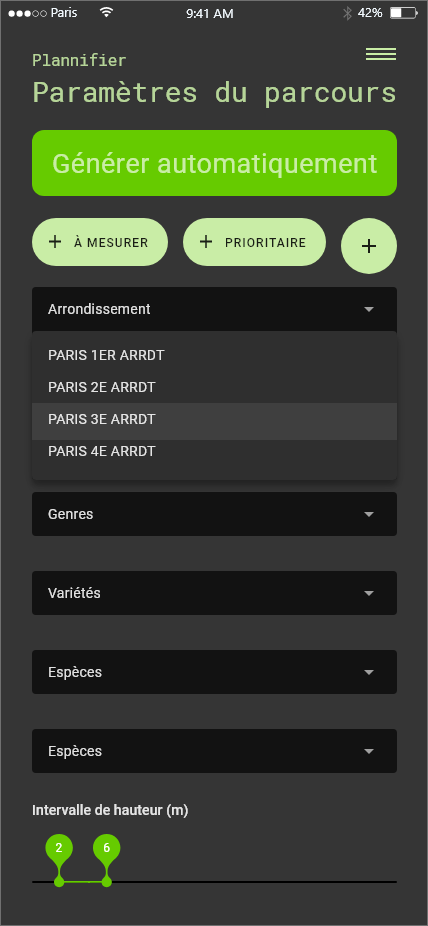 Paris
9:41 AM
42%
Plannifier
Paramètres du parcours
Générer automatiquement
+ À MESURER
+ PRIORITAIRE
+
Arrondissement
PARIS 1ER ARRDT
PARIS 2E ARRDT
PARIS 3E ARRDT
PARIS 4E ARRDT
Genres
Variétés
Espèces
Espèces
Intervalle de hauteur (m)
2
6